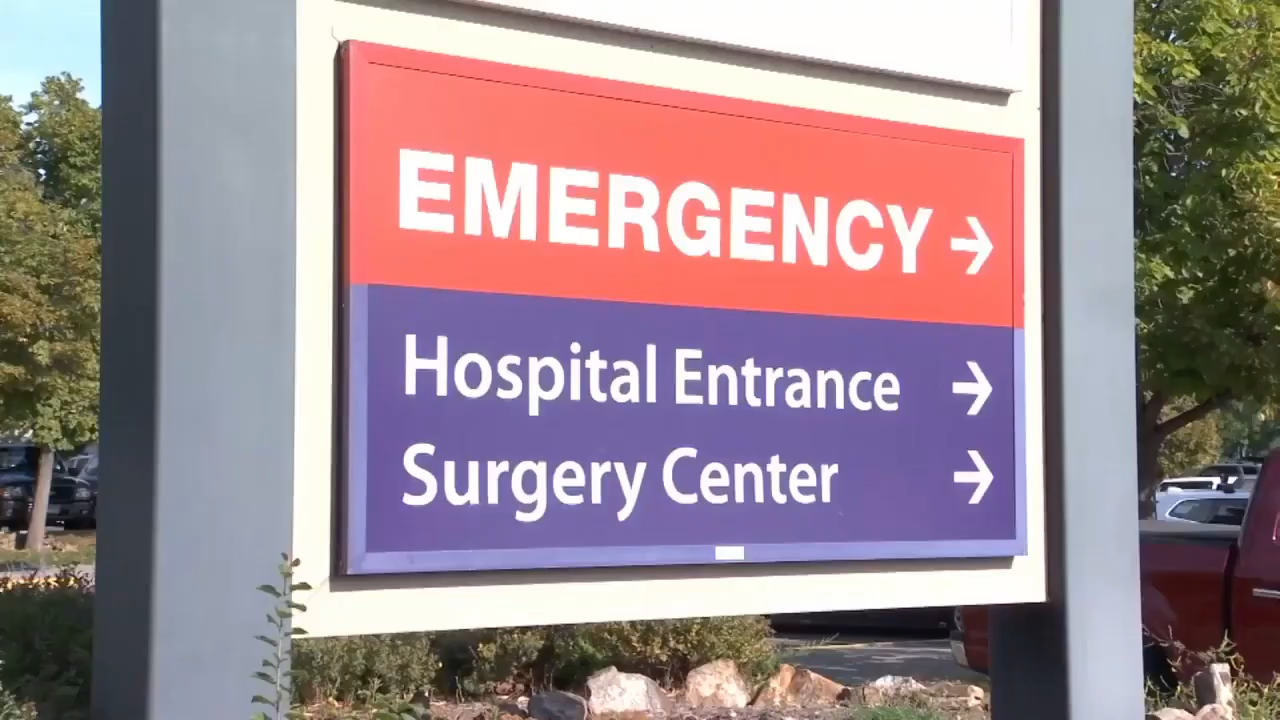 EMERGENCY →
Hospital Entrance →
Surgery Center →